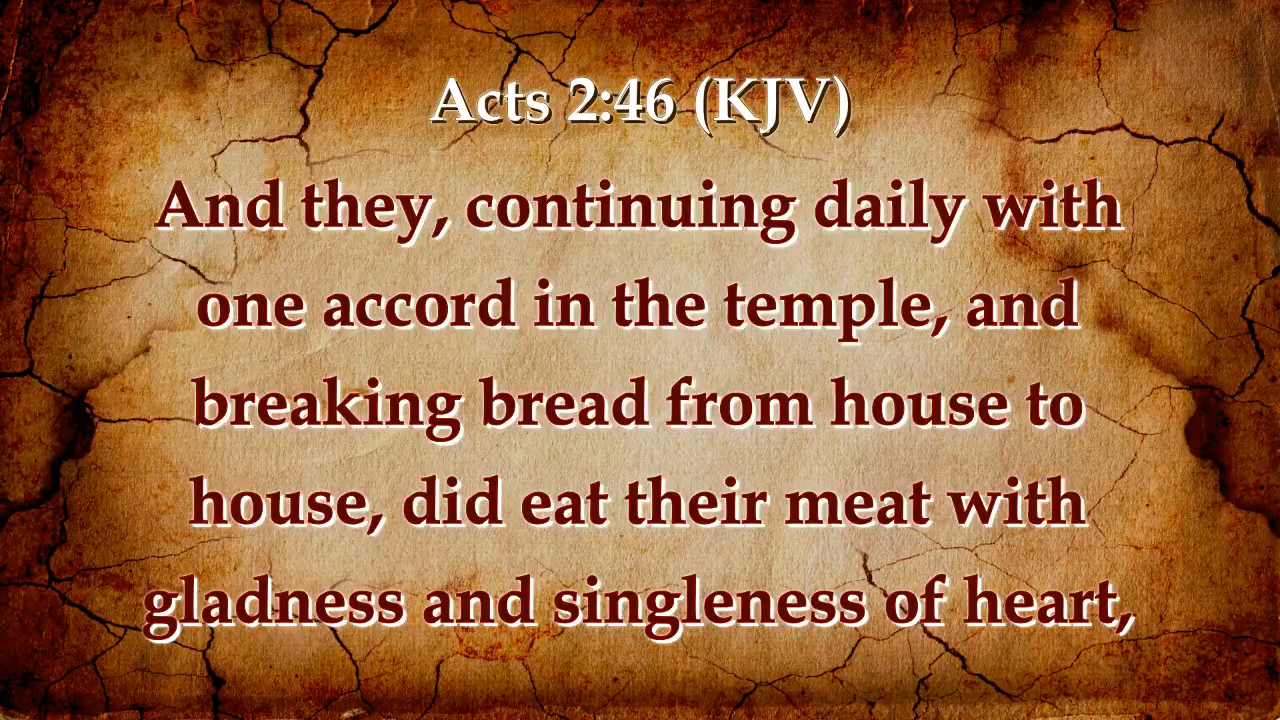 Acts 2:46 (KJV)
And they, continuing daily with
one accord in the temple, and
breaking bread from house to
house, did eat their meat with
gladness and singleness of heart,